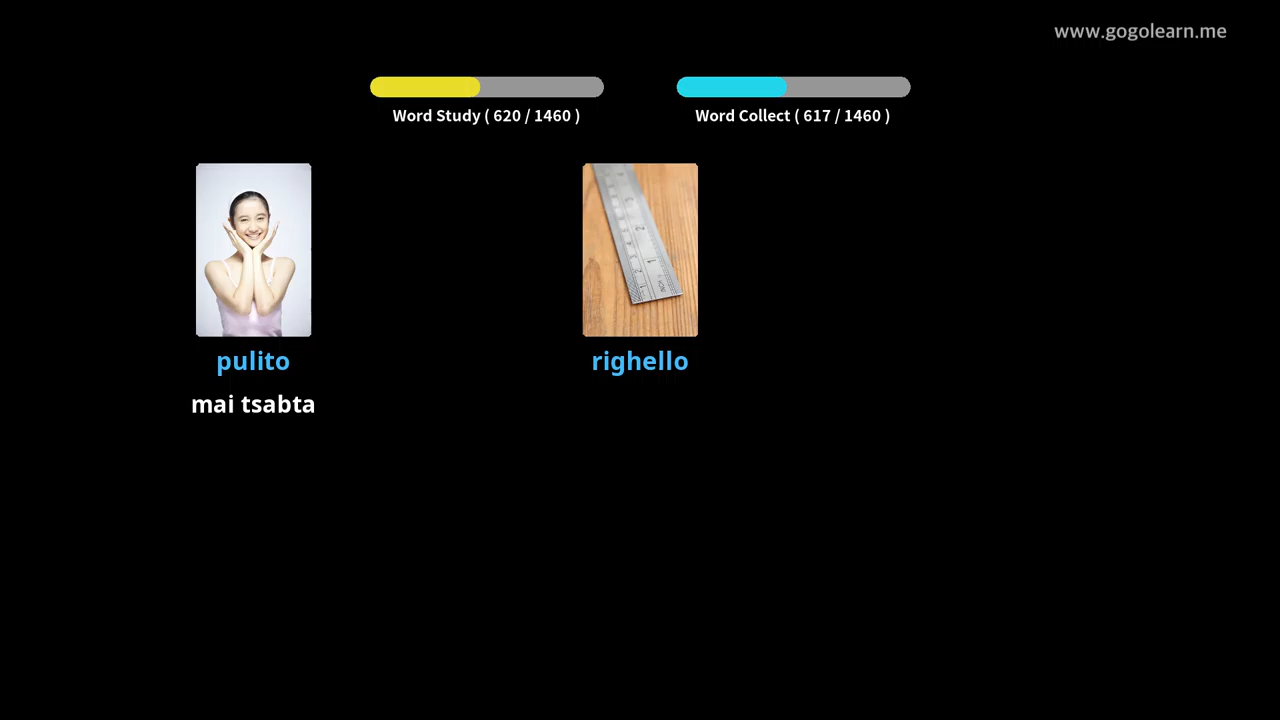 www.gogolearn.me
Word Study ( 620 / 1460 )
Word Collect ( 617 / 1460 )
pulito
righello
mai tsabta